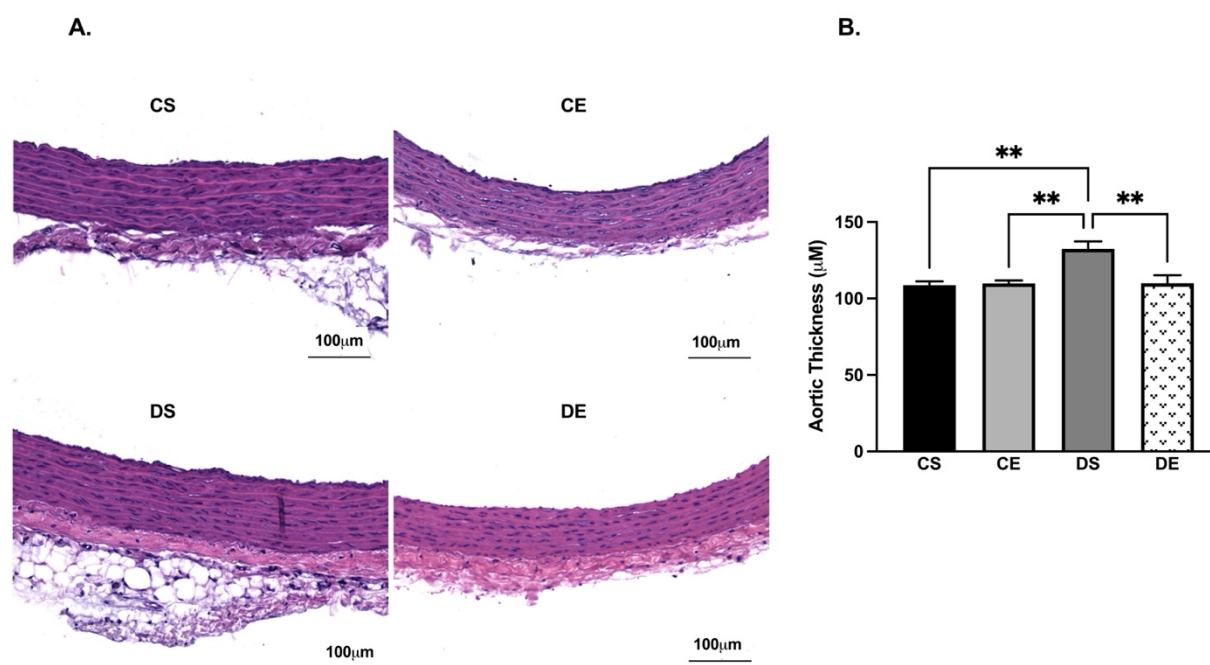 A.
B.
CS
CE
100μm
100μm
DS
DE
100μm
100μm
**
**
**
Aortic Thickness (μM)
150
100
50
0
CS
CE
DS
DE